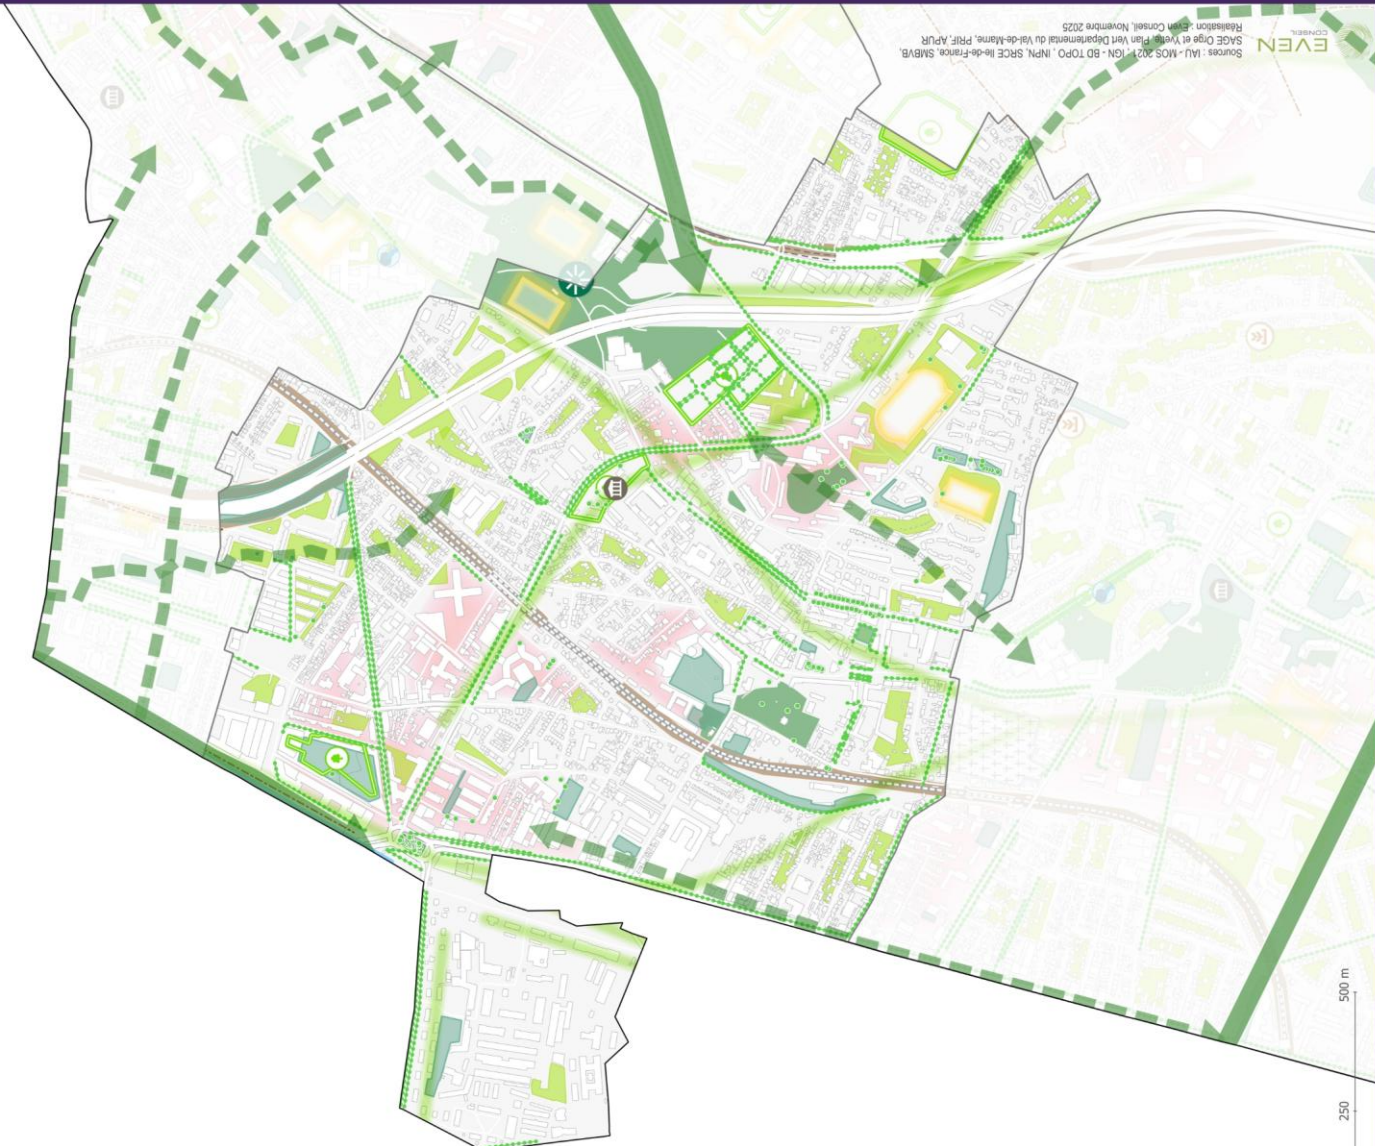 Sources : IAU - MOS 2021, IGN - BD TOPO , INPN, SRCE Ile-de-France, SMBVB,
SAGE Orge et Yvette, Plan Vert Départemental du Val-de-Marne, PRIF, APUR
Réalisation : Even Conseil, Novembre 2025
EVEN
CONSEIL
500 m
250